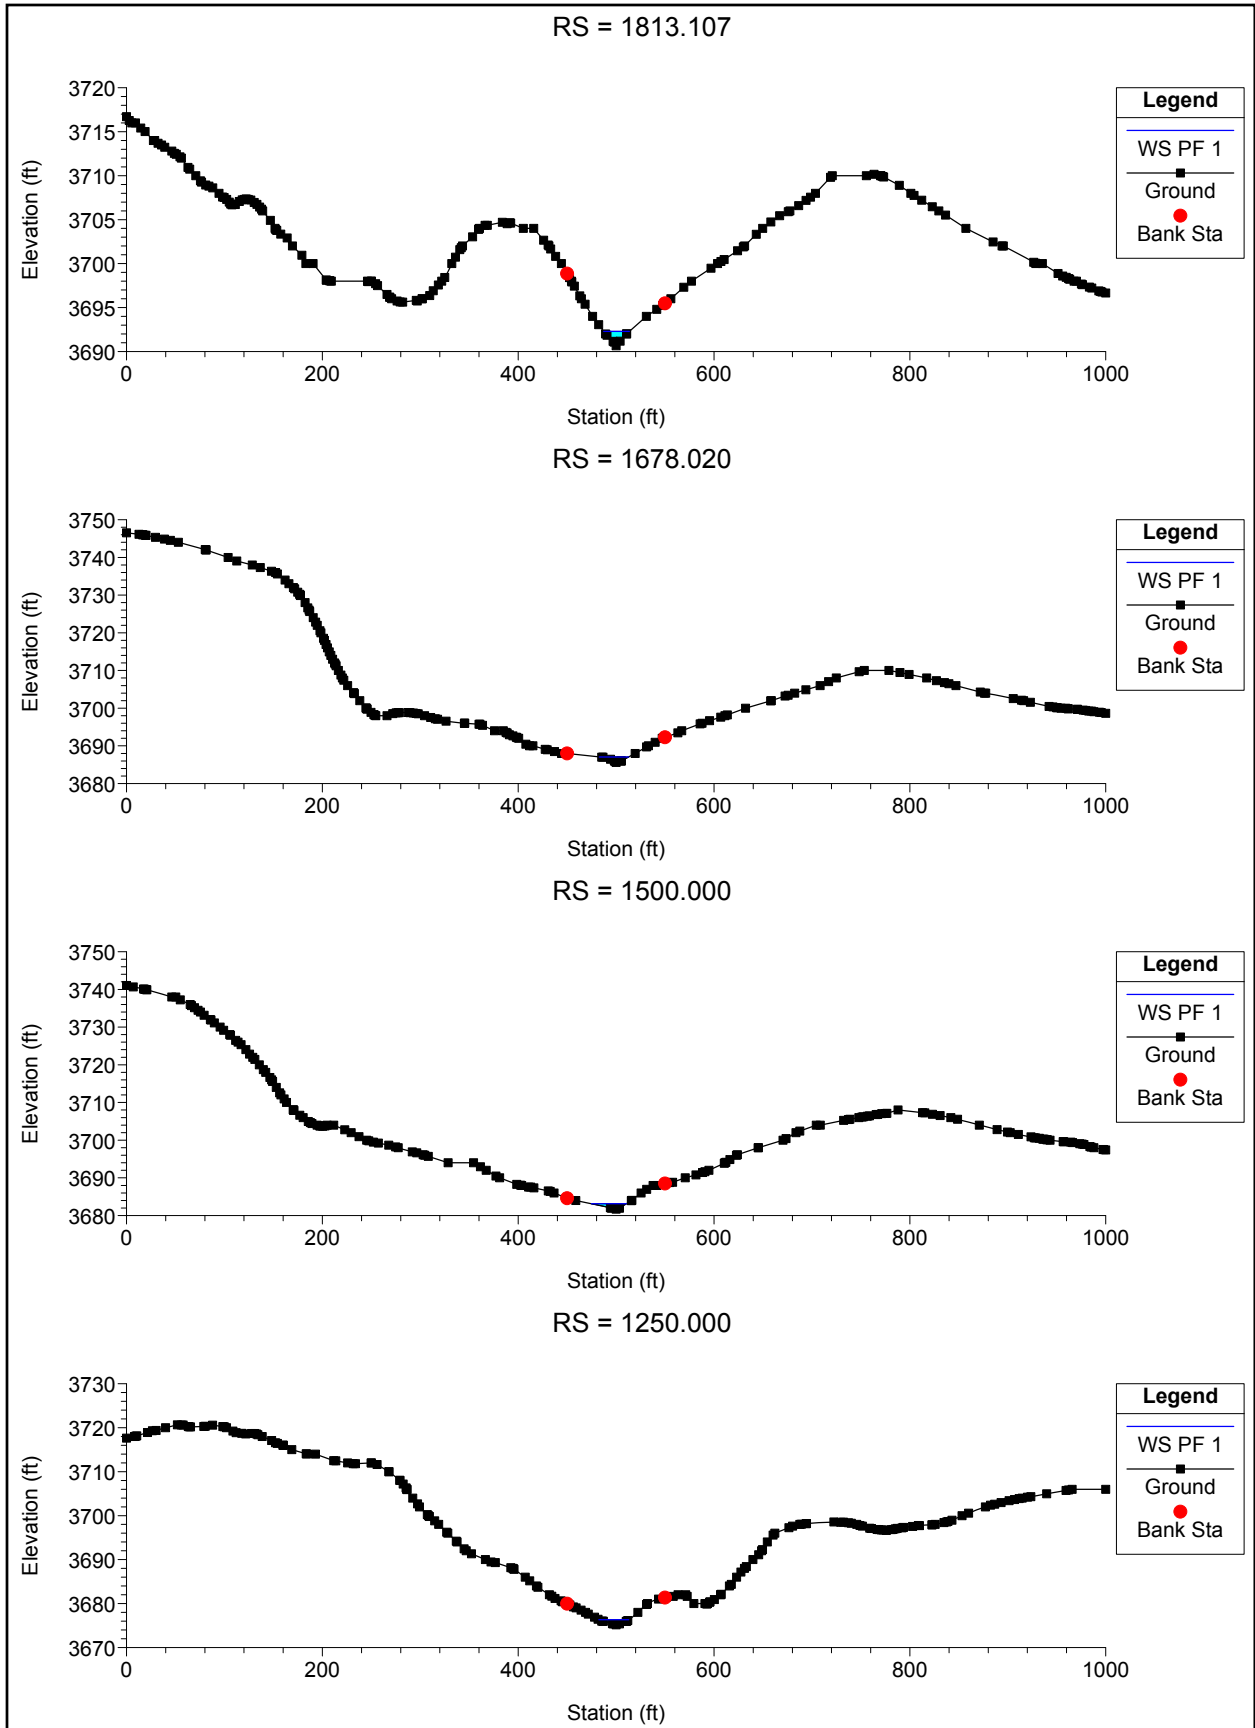 RS = 1813.107
3720
3715
3710
3705
3700
3695
3690
Elevation (ft)
0 200 400 600 800 1000
Station (ft)
Legend
WS PF 1
Ground
Bank Sta
RS = 1678.020
3750
3740
3730
3720
3710
3700
3690
3680
Elevation (ft)
0 200 400 600 800 1000
Station (ft)
Legend
WS PF 1
Ground
Bank Sta
RS = 1500.000
3750
3740
3730
3720
3710
3700
3690
3680
Elevation (ft)
0 200 400 600 800 1000
Station (ft)
Legend
WS PF 1
Ground
Bank Sta
RS = 1250.000
3730
3720
3710
3700
3690
3680
3670
Elevation (ft)
0 200 400 600 800 1000
Station (ft)
Legend
WS PF 1
Ground
Bank Sta